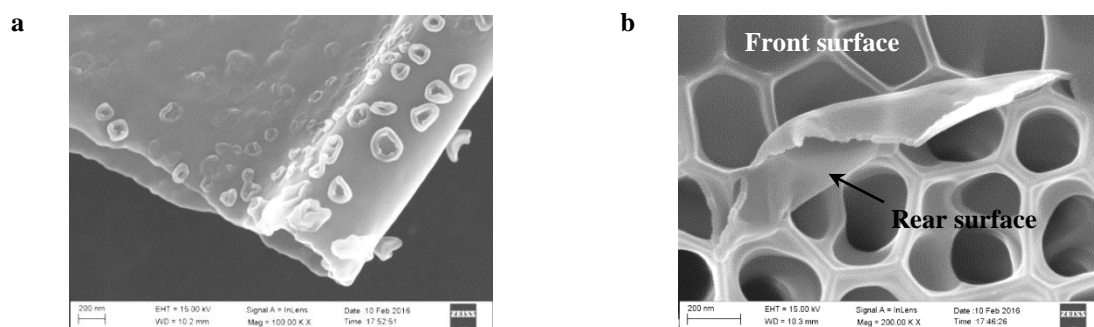 a
b
Front surface
Rear surface
200 nm
EHT = 15.00 kV
Signal A = InLens
Date :10 Feb 2016
WD = 10.2 mm
Mag = 100.00 K X
Time :17:52:51
ZEISS
200 nm
EHT = 15.00 kV
Signal A = InLens
Date :10 Feb 2016
WD = 10.3 mm
Mag = 200.00 K X
Time :17:46:26
ZEISS